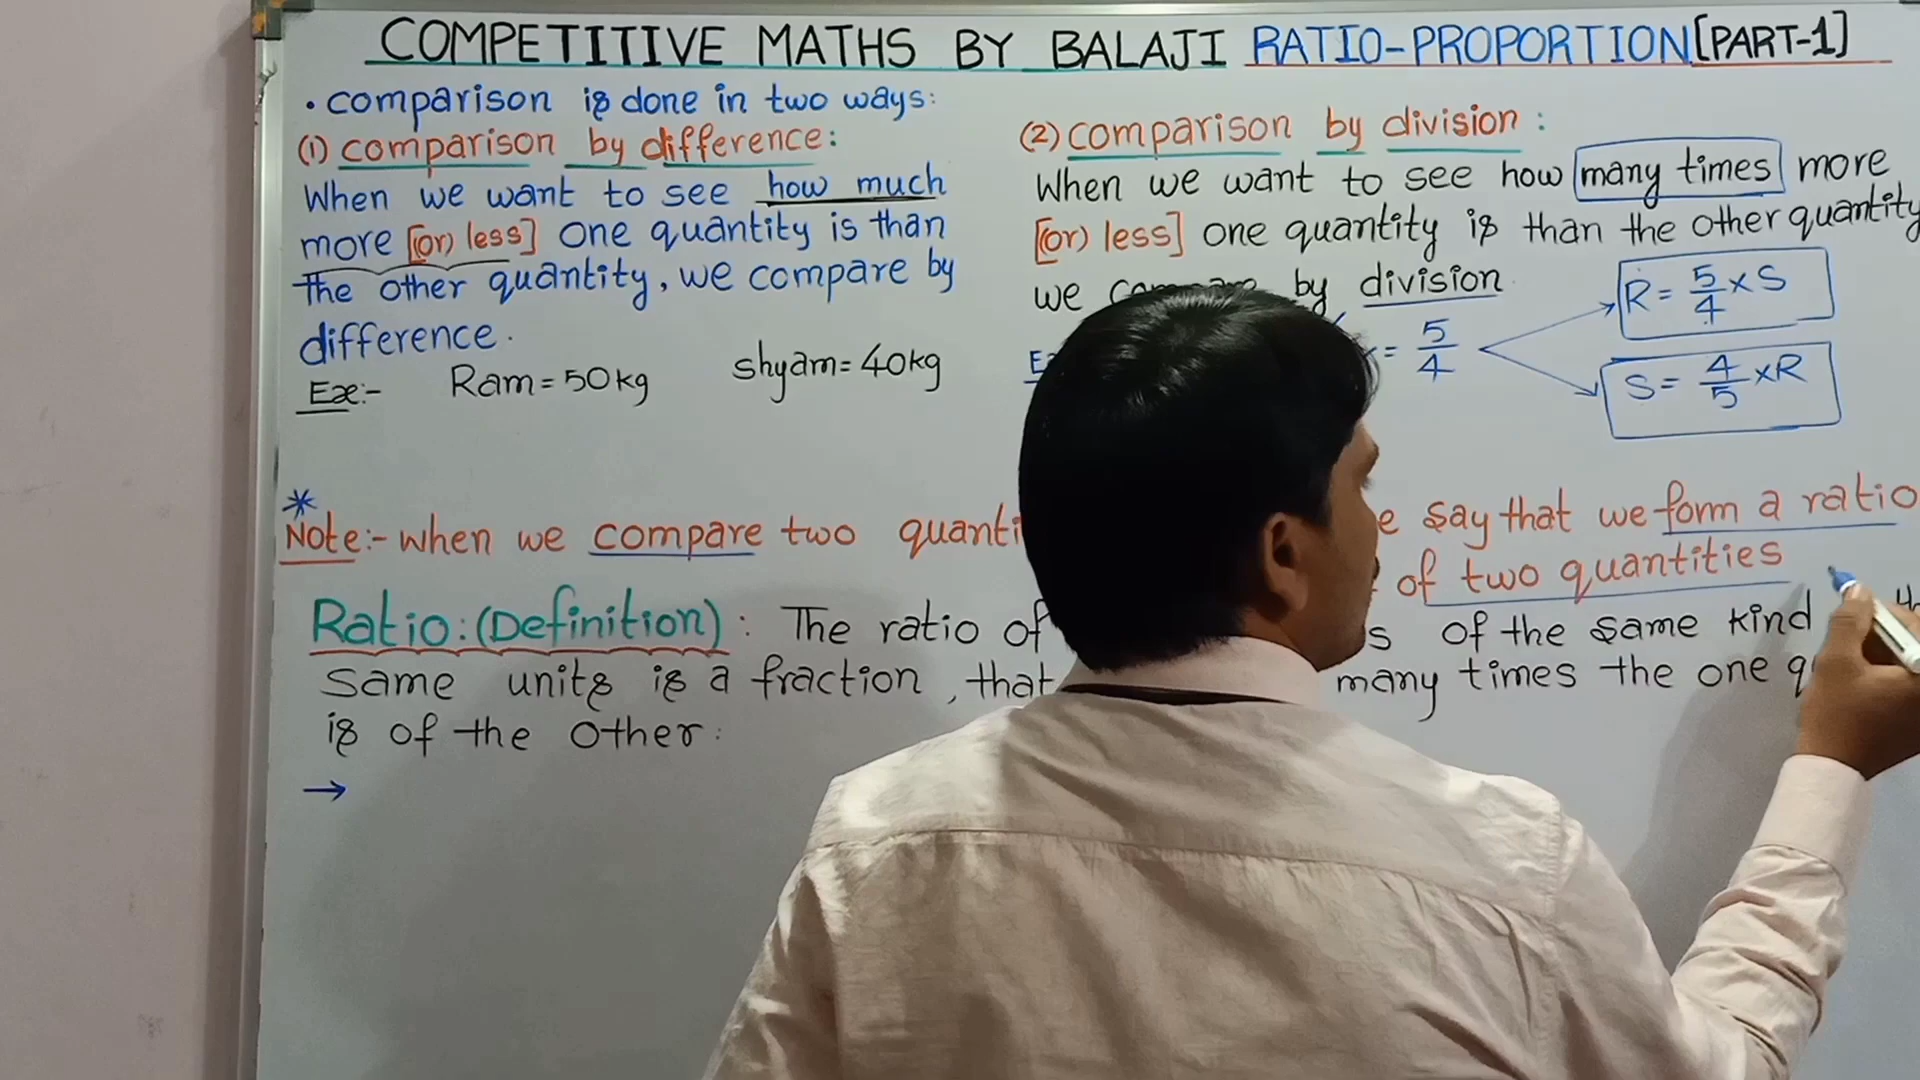 COMPETITIVE MATHS BY BALAJI RATIO-PROPORTION [PART-1]
• comparison is done in two ways:
(1) comparison by difference:
When we want to see how much
more [(or) less] one quantity is than
the other quantity, we compare by
difference.
Ex:- Ram = 50kg shyam = 40kg
(2) comparison by division:
When we want to see how many times more
[(or) less] one quantity is than the other quantity
we by division
= 5/4
R = 5/4 × S
S = 4/5 × R
* Note:- when we compare two say that we form a ratio
of two quantities
Ratio: (Definition): The ratio of of the same kind
same units is a fraction, that many times the one
is of the other:
→